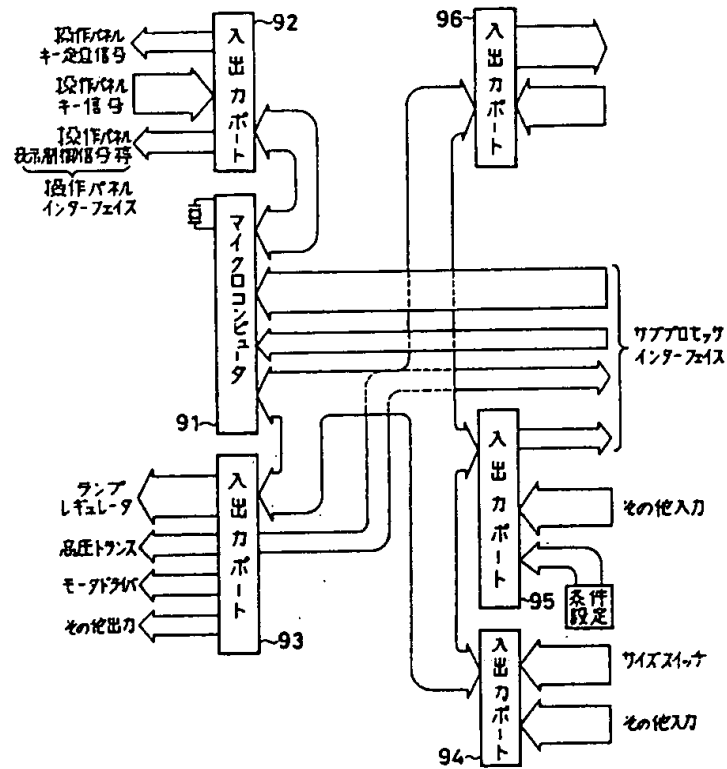 92
操作パネル
キー定位信号
操作パネル
キー信号
操作パネル
表示制御信号等
操作パネル
インターフェイス
入出力ポート
96
入出力ポート
マイクロコンピュータ
91
サブプロセッサ
インターフェイス
ランプ
レギュレータ
高圧トランス
モータドライバ
その他出力
入出力ポート
93
入出力ポート
95
その他入力
条件
設定
入出力ポート
94
サイズスイッチ
その他入力